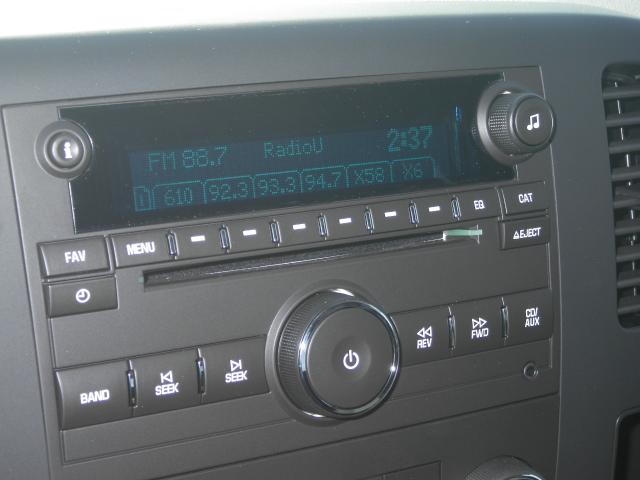 FM 88.7 RadioU 2:37
1 610 92.3 93.3 94.7 X58 X6
i
FAV MENU EQ CAT
EJECT
BAND SEEK SEEK REV FWD CD/AUX